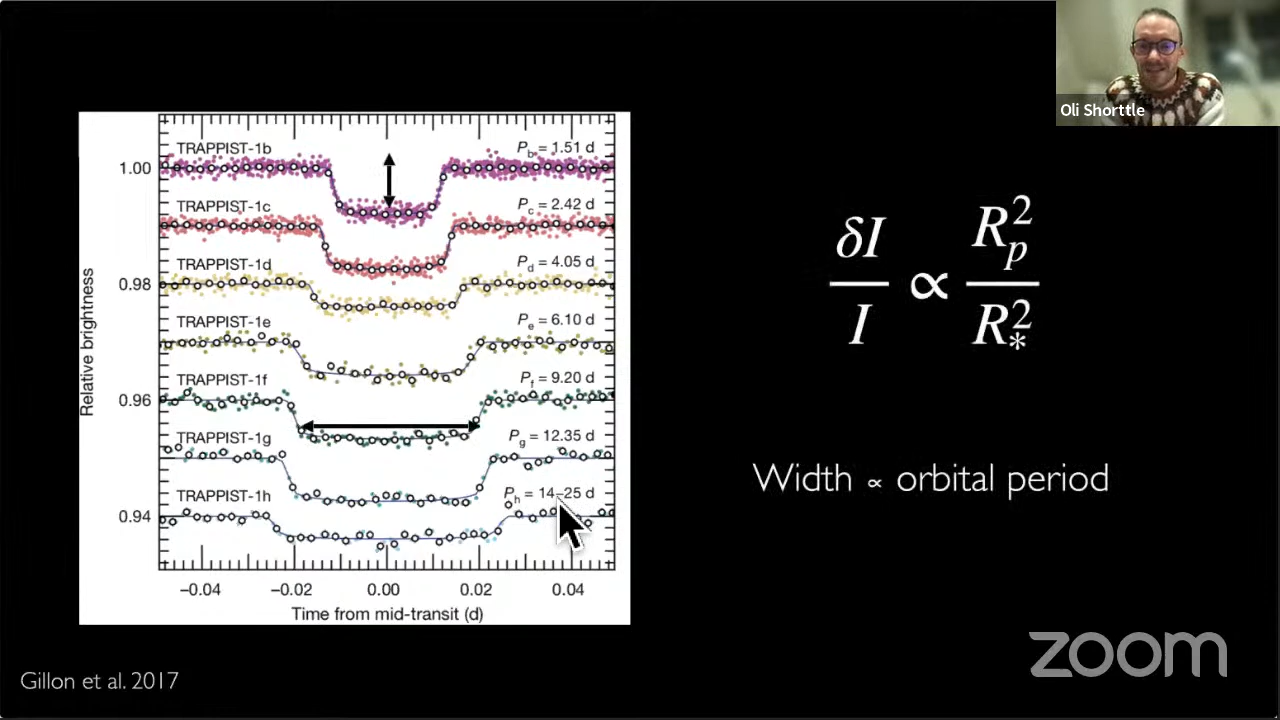 Oli Shorttle
TRAPPIST-1b
P_b = 1.51 d
1.00
TRAPPIST-1c
P_c = 2.42 d
TRAPPIST-1d
P_d = 4.05 d
0.98
TRAPPIST-1e
P_e = 6.10 d
TRAPPIST-1f
P_f = 9.20 d
0.96
TRAPPIST-1g
P_g = 12.35 d
TRAPPIST-1h
P_h = 14–25 d
0.94
Relative brightness
−0.04 −0.02 0.00 0.02 0.04
Time from mid-transit (d)
δI/I ∝ R_p^2/R_*^2
Width ∝ orbital period
zoom
Gillon et al. 2017